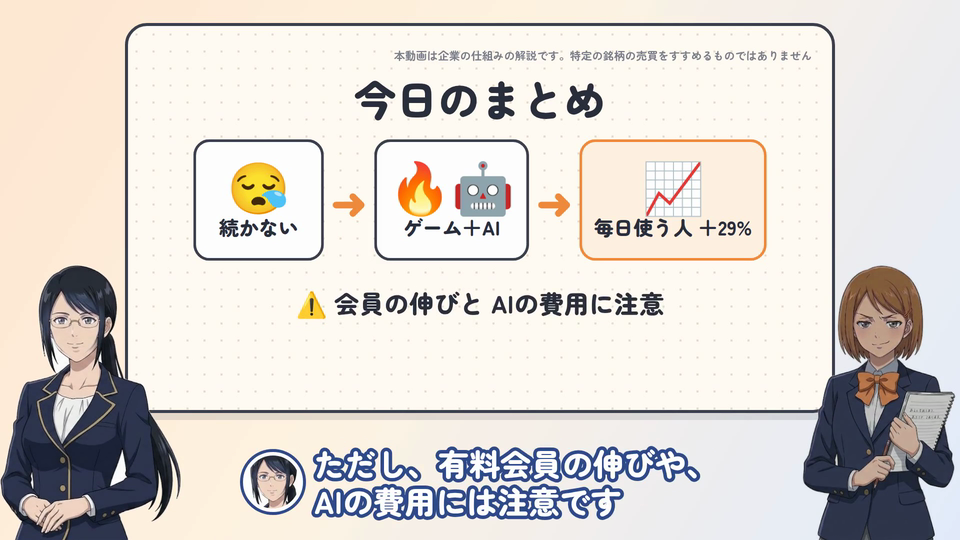 本動画は企業の仕組みの解説です。特定の銘柄の売買をすすめるものではありません
今日のまとめ
続かない
ゲーム＋AI
毎日使う人 ＋29%
会員の伸びと AIの費用に注意
ただし、有料会員の伸びや、
AIの費用には注意です